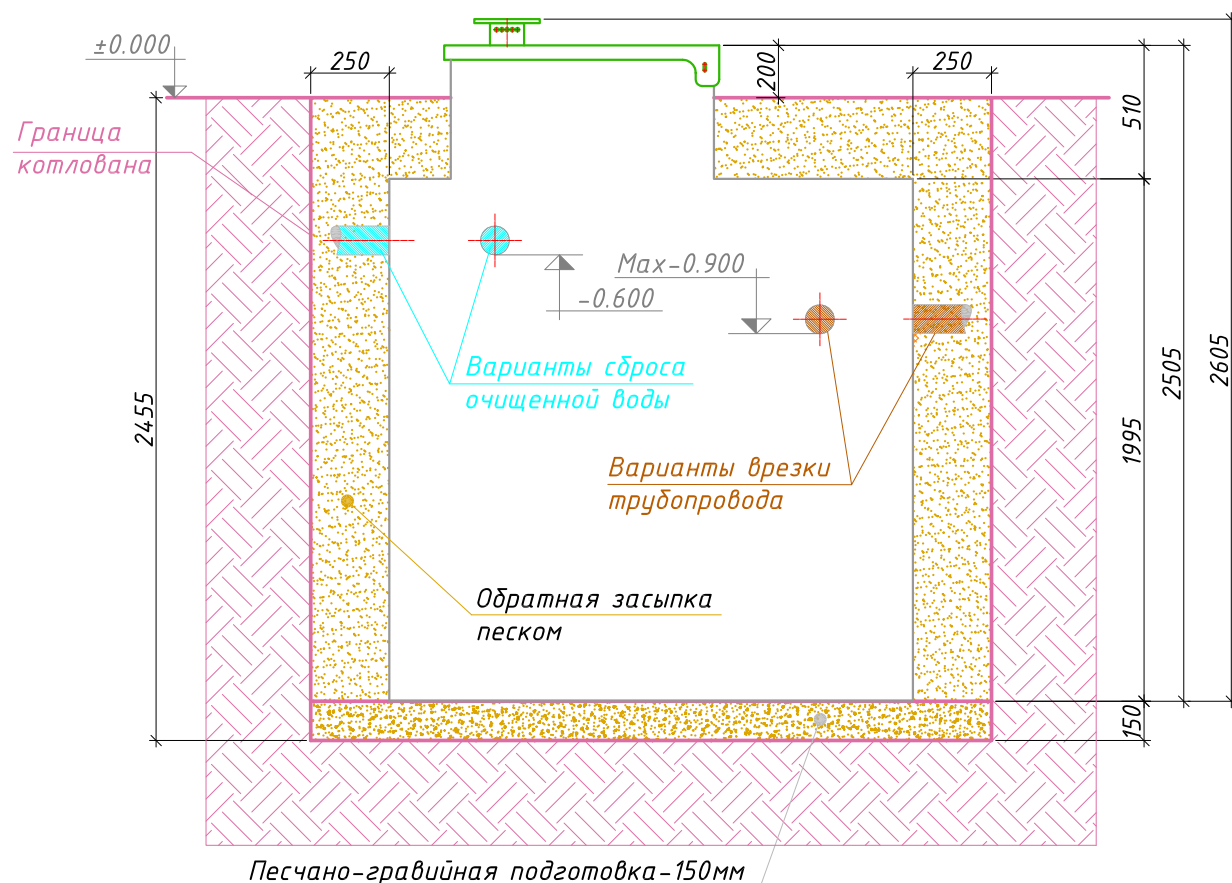 ±0.000
250
200
250
510
2605
2505
Граница
котлована
Max-0.900
-0.600
Варианты сброса
очищенной воды
2455
1995
Варианты врезки
трубопровода
Обратная засыпка
песком
150
Песчано-гравийная подготовка-150мм